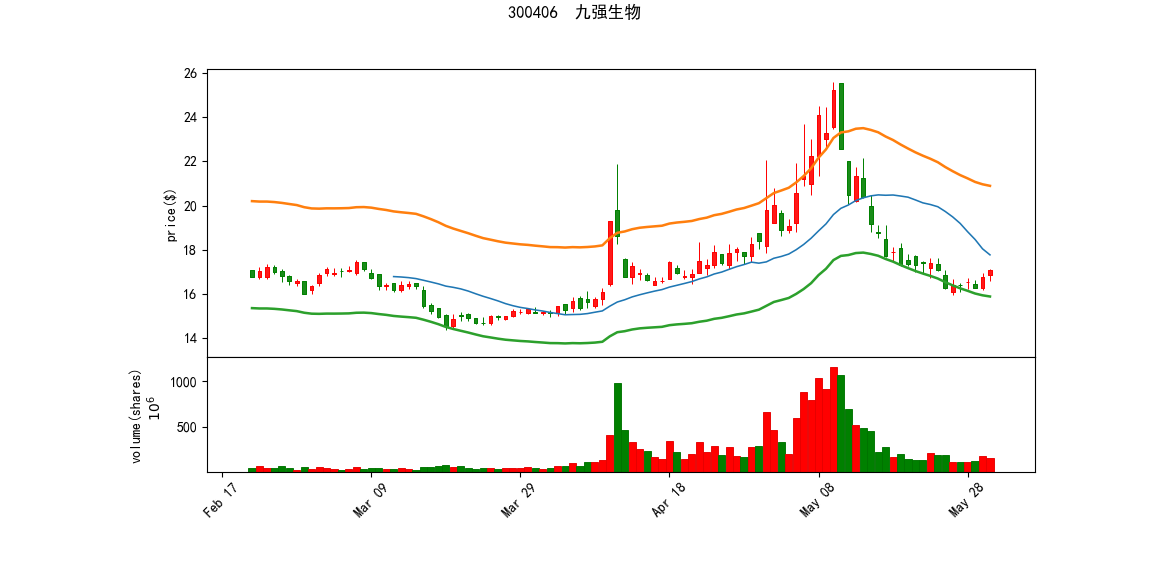 300406 九强生物
price($)
26
24
22
20
18
16
14
volume(shares)
10^6
1000
500
Feb 17
Mar 09
Mar 29
Apr 18
May 08
May 28